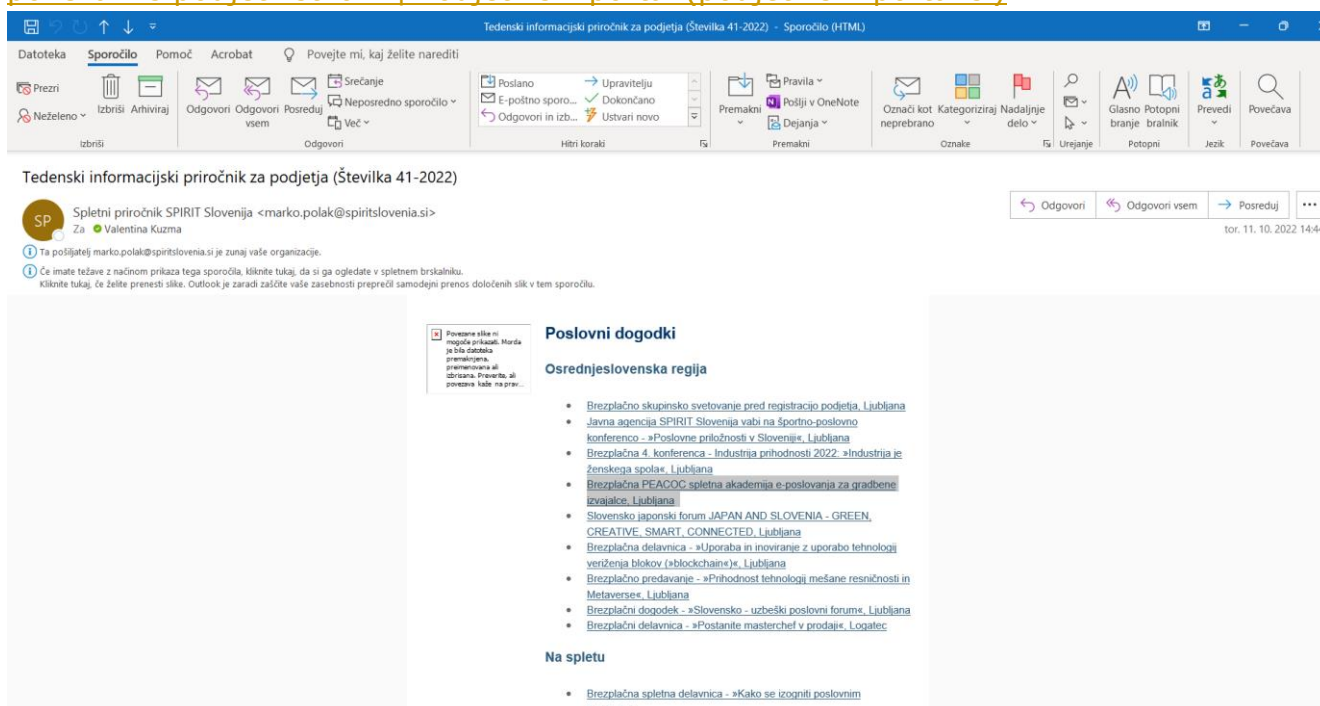 Tedenski informacijski priročnik za podjetja (Številka 41-2022) - Sporočilo (HTML)
Datoteka Sporočilo Pomoč Acrobat Povejte mi, kaj želite narediti
Prezri
Neželeno
Izbriši Arhiviraj
Izbriši
Odgovori Odgovori vsem Posreduj
Srečanje
Neposredno sporočilo
Več
Odgovori
Poslano
E-poštno sporo...
Odgovori in izb...
Upravitelju
Dokončano
Ustvari novo
Hitri koraki
Premakni
Pravila
Pošlji v OneNote
Dejanja
Premakni
Označi kot neprebrano Kategoriziraj Nadaljnje delo
Oznake
Urejanje
Glasno branje Potopni bralnik
Potopni
Prevedi
Jezik
Povečava
Povečava
Tedenski informacijski priročnik za podjetja (Številka 41-2022)
SP
Spletni priročnik SPIRIT Slovenija <marko.polak@spiritslovenia.si>
Za Valentina Kuzma
Odgovori Odgovori vsem Posreduj
tor. 11. 10. 2022 14:44
Ta pošiljatelj marko.polak@spiritslovenia.si je zunaj vaše organizacije.
Če imate težave z načinom prikaza tega sporočila, kliknite tukaj, da si ga ogledate v spletnem brskalniku.
Kliknite tukaj, če želite prenesti slike. Outlook je zaradi zaščite vaše zasebnosti preprečil samodejni prenos določenih slik v tem sporočilu.
Povezane slike ni
mogoče prikazati. Morda
je bila datoteka
premaknjena,
preimenovana ali
izbrisana. Preverite, ali
povezava kaže na prav...
Poslovni dogodki
Osrednjeslovenska regija
Brezplačno skupinsko svetovanje pred registracijo podjetja, Ljubljana
Javna agencija SPIRIT Slovenija vabi na športno-poslovno
konferenco - »Poslovne priložnosti v Sloveniji«, Ljubljana
Brezplačna 4. konferenca - Industrija prihodnosti 2022: »Industrija je
ženskega spola«, Ljubljana
Brezplačna PEACOC spletna akademija e-poslovanja za gradbene
izvajalce, Ljubljana
Slovensko japonski forum JAPAN AND SLOVENIA - GREEN,
CREATIVE, SMART, CONNECTED, Ljubljana
Brezplačna delavnica - »Uporaba in inoviranje z uporabo tehnologij
veriženja blokov (»blockchain«)«, Ljubljana
Brezplačno predavanje - »Prihodnost tehnologij mešane resničnosti in
Metaverse«, Ljubljana
Brezplačni dogodek - »Slovensko - uzbeški poslovni forum«, Ljubljana
Brezplačni delavnica - »Postanite masterchef v prodaji«, Logatec
Na spletu
Brezplačna spletna delavnica - »Kako se izogniti poslovnim